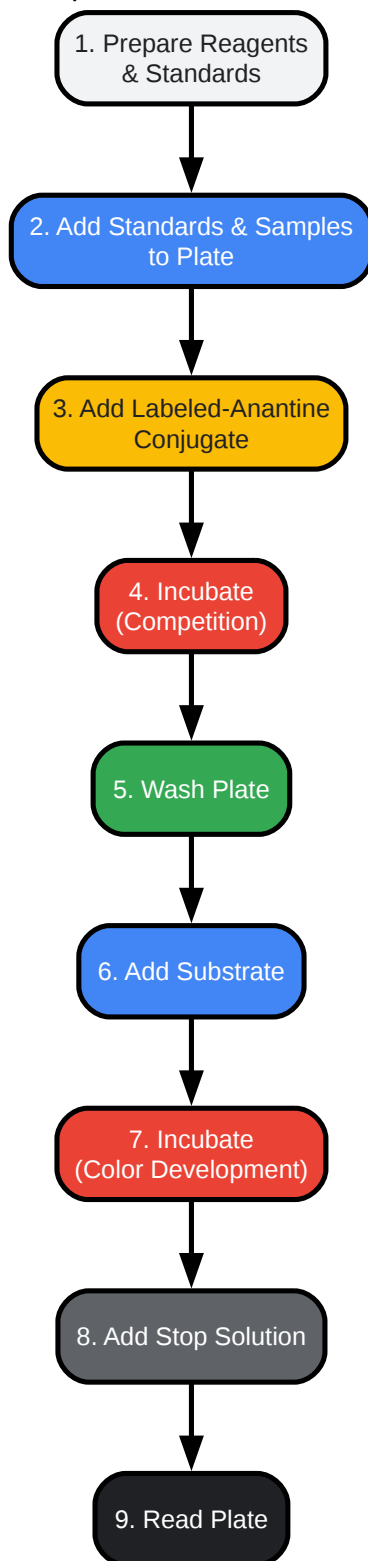 1. Prepare Reagents
& Standards
2. Add Standards & Samples
to Plate
3. Add Labeled-Anantine
Conjugate
4. Incubate
(Competition)
5. Wash Plate
6. Add Substrate
7. Incubate
(Color Development)
8. Add Stop Solution
9. Read Plate